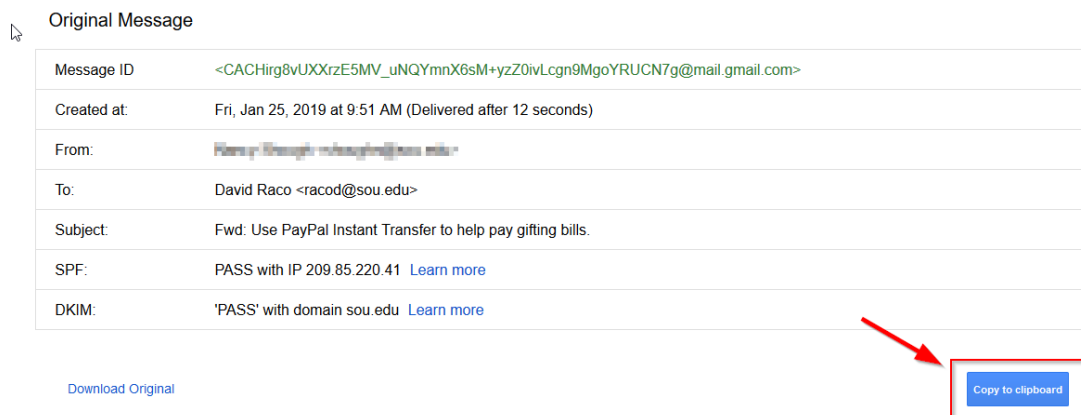 Original Message
Message ID <CACHirg8vUXXrzE5MV_uNQYmnX6sM+yzZ0ivLcgn9MgoYRUCN7g@mail.gmail.com>
Created at: Fri, Jan 25, 2019 at 9:51 AM (Delivered after 12 seconds)
From:
To: David Raco <racod@sou.edu>
Subject: Fwd: Use PayPal Instant Transfer to help pay gifting bills.
SPF: PASS with IP 209.85.220.41 Learn more
DKIM: 'PASS' with domain sou.edu Learn more
Download Original
Copy to clipboard